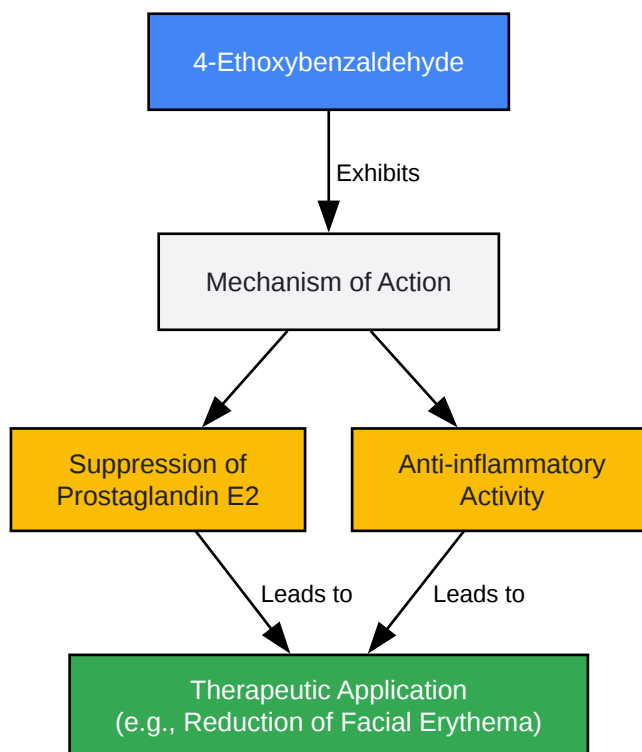 4-Ethoxybenzaldehyde
Exhibits
Mechanism of Action
Suppression of
Prostaglandin E2
Anti-inflammatory
Activity
Leads to
Leads to
Therapeutic Application
(e.g., Reduction of Facial Erythema)